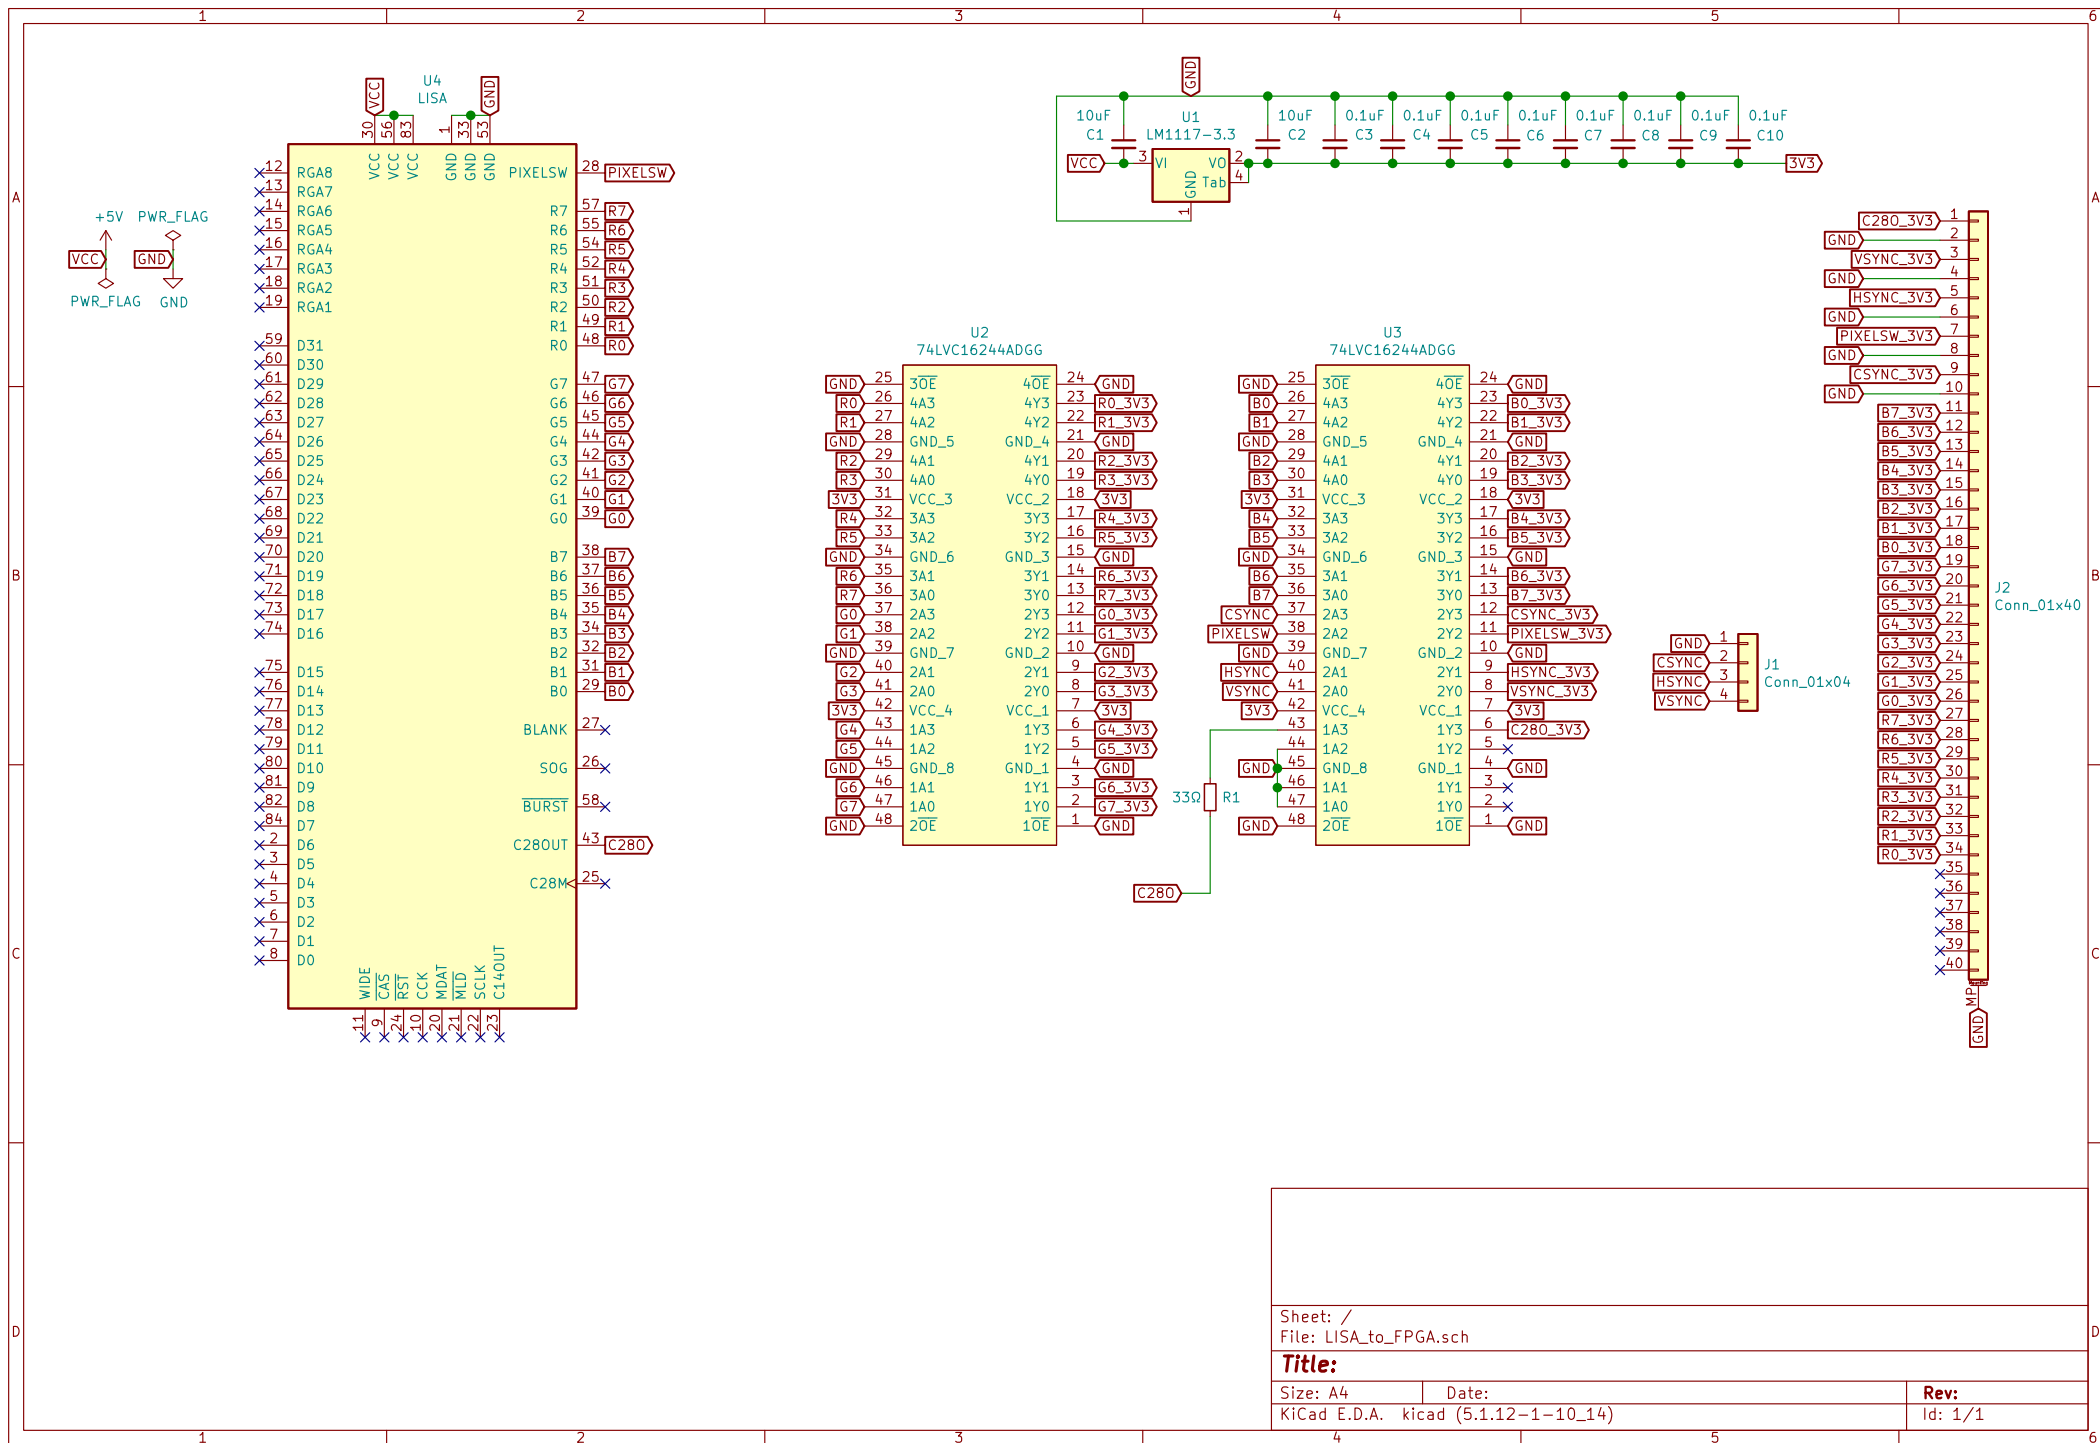 1 2 3 4 5 6
A
B
C
D
A
B
C
D
1 2 3 4 5 6
VCC
GND
U4
LISA
30 56 83 1 33 53
VCC VCC VCC GND GND GND
12 RGA8
13 RGA7
14 RGA6
15 RGA5
16 RGA4
17 RGA3
18 RGA2
19 RGA1
59 D31
60 D30
61 D29
62 D28
63 D27
64 D26
65 D25
66 D24
67 D23
68 D22
69 D21
70 D20
71 D19
72 D18
73 D17
74 D16
75 D15
76 D14
77 D13
78 D12
79 D11
80 D10
81 D9
82 D8
84 D7
2 D6
3 D5
4 D4
5 D3
6 D2
7 D1
8 D0
PIXELSW 28 PIXELSW
R7 57 R7
R6 55 R6
R5 54 R5
R4 52 R4
R3 51 R3
R2 50 R2
R1 49 R1
R0 48 R0
G7 47 G7
G6 46 G6
G5 45 G5
G4 44 G4
G3 42 G3
G2 41 G2
G1 40 G1
G0 39 G0
B7 38 B7
B6 37 B6
B5 36 B5
B4 35 B4
B3 34 B3
B2 32 B2
B1 31 B1
B0 29 B0
BLANK 27
SOG 26
BURST 58
C28OUT 43 C28O
C28M 25
WIDE CAS RST CCK MDAT MLD SCLK C14OUT
11 9 24 10 20 21 22 23
+5V
VCC
PWR_FLAG
PWR_FLAG
GND
GND
GND
10uF
C1
U1
LM1117-3.3
VCC
3 VI
VO 2
Tab 4
GND
1
10uF
C2
0.1uF
C3
0.1uF
C4
0.1uF
C5
0.1uF
C6
0.1uF
C7
0.1uF
C8
0.1uF
C9
0.1uF
C10
3V3
U2
74LVC16244ADGG
GND 25 3OE 4OE 24 GND
R0 26 4A3 4Y3 23 R0_3V3
R1 27 4A2 4Y2 22 R1_3V3
GND 28 GND_5 GND_4 21 GND
R2 29 4A1 4Y1 20 R2_3V3
R3 30 4A0 4Y0 19 R3_3V3
3V3 31 VCC_3 VCC_2 18 3V3
R4 32 3A3 3Y3 17 R4_3V3
R5 33 3A2 3Y2 16 R5_3V3
GND 34 GND_6 GND_3 15 GND
R6 35 3A1 3Y1 14 R6_3V3
R7 36 3A0 3Y0 13 R7_3V3
G0 37 2A3 2Y3 12 G0_3V3
G1 38 2A2 2Y2 11 G1_3V3
GND 39 GND_7 GND_2 10 GND
G2 40 2A1 2Y1 9 G2_3V3
G3 41 2A0 2Y0 8 G3_3V3
3V3 42 VCC_4 VCC_1 7 3V3
G4 43 1A3 1Y3 6 G4_3V3
G5 44 1A2 1Y2 5 G5_3V3
GND 45 GND_8 GND_1 4 GND
G6 46 1A1 1Y1 3 G6_3V3
G7 47 1A0 1Y0 2 G7_3V3
GND 48 2OE 1OE 1 GND
U3
74LVC16244ADGG
GND 25 3OE 4OE 24 GND
B0 26 4A3 4Y3 23 B0_3V3
B1 27 4A2 4Y2 22 B1_3V3
GND 28 GND_5 GND_4 21 GND
B2 29 4A1 4Y1 20 B2_3V3
B3 30 4A0 4Y0 19 B3_3V3
3V3 31 VCC_3 VCC_2 18 3V3
B4 32 3A3 3Y3 17 B4_3V3
B5 33 3A2 3Y2 16 B5_3V3
GND 34 GND_6 GND_3 15 GND
B6 35 3A1 3Y1 14 B6_3V3
B7 36 3A0 3Y0 13 B7_3V3
CSYNC 37 2A3 2Y3 12 CSYNC_3V3
PIXELSW 38 2A2 2Y2 11 PIXELSW_3V3
GND 39 GND_7 GND_2 10 GND
HSYNC 40 2A1 2Y1 9 HSYNC_3V3
VSYNC 41 2A0 2Y0 8 VSYNC_3V3
3V3 42 VCC_4 VCC_1 7 3V3
43 1A3 1Y3 6 C28O_3V3
44 1A2 1Y2 5
GND 45 GND_8 GND_1 4 GND
46 1A1 1Y1 3
47 1A0 1Y0 2
GND 48 2OE 1OE 1 GND
33Ω R1
C28O
GND 1
CSYNC 2
HSYNC 3
VSYNC 4
J1
Conn_01x04
C28O_3V3 1
GND 2
VSYNC_3V3 3
GND 4
HSYNC_3V3 5
GND 6
PIXELSW_3V3 7
GND 8
CSYNC_3V3 9
GND 10
B7_3V3 11
B6_3V3 12
B5_3V3 13
B4_3V3 14
B3_3V3 15
B2_3V3 16
B1_3V3 17
B0_3V3 18
G7_3V3 19
G6_3V3 20
G5_3V3 21
G4_3V3 22
G3_3V3 23
G2_3V3 24
G1_3V3 25
G0_3V3 26
R7_3V3 27
R6_3V3 28
R5_3V3 29
R4_3V3 30
R3_3V3 31
R2_3V3 32
R1_3V3 33
R0_3V3 34
35
36
37
38
39
40
MP
GND
J2
Conn_01x40
Sheet: /
File: LISA_to_FPGA.sch
Title:
Size: A4 Date: Rev:
KiCad E.D.A. kicad (5.1.12-1-10_14) Id: 1/1